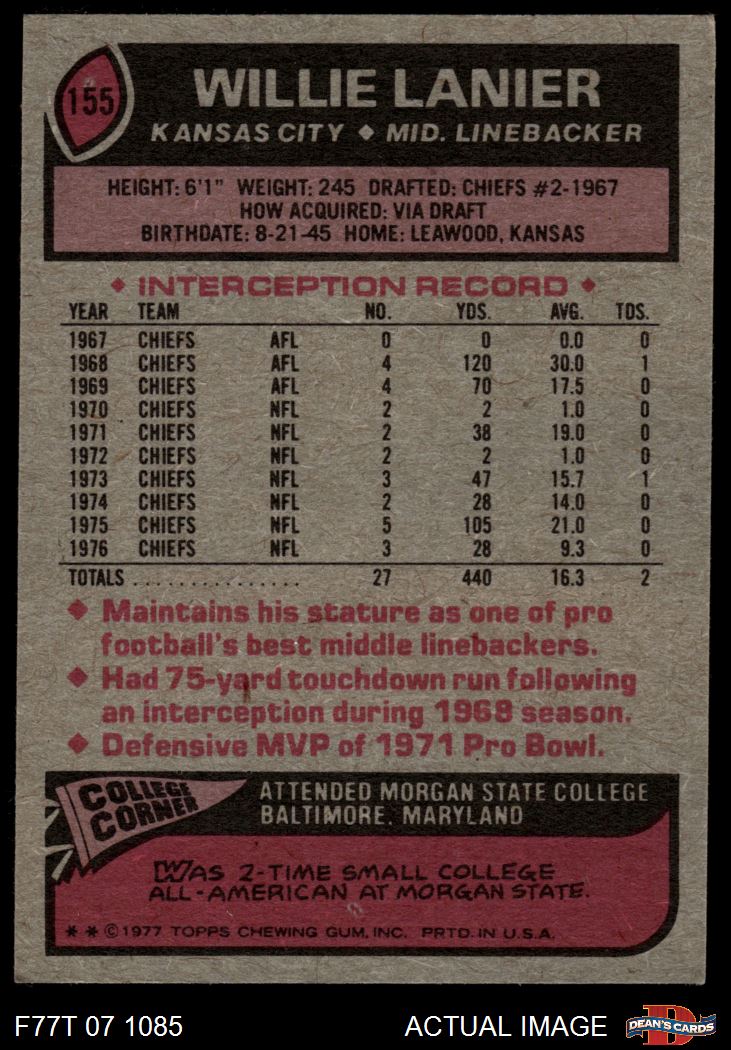 155
WILLIE LANIER
KANSAS CITY ◆ MID. LINEBACKER
HEIGHT: 6'1" WEIGHT: 245 DRAFTED: CHIEFS #2-1967
HOW ACQUIRED: VIA DRAFT
BIRTHDATE: 8-21-45 HOME: LEAWOOD, KANSAS
◆ INTERCEPTION RECORD ◆
YEAR TEAM NO. YDS. AVG. TDS.
1967 CHIEFS AFL 0 0 0.0 0
1968 CHIEFS AFL 4 120 30.0 1
1969 CHIEFS AFL 4 70 17.5 0
1970 CHIEFS NFL 2 2 1.0 0
1971 CHIEFS NFL 2 38 19.0 0
1972 CHIEFS NFL 2 2 1.0 0
1973 CHIEFS NFL 3 47 15.7 1
1974 CHIEFS NFL 2 28 14.0 0
1975 CHIEFS NFL 5 105 21.0 0
1976 CHIEFS NFL 3 28 9.3 0
TOTALS ................ 27 440 16.3 2
◆ Maintains his stature as one of pro
football's best middle linebackers.
◆ Had 75-yard touchdown run following
an interception during 1968 season.
◆ Defensive MVP of 1971 Pro Bowl.
COLLEGE
CORNER
ATTENDED MORGAN STATE COLLEGE
BALTIMORE, MARYLAND
WAS 2-TIME SMALL COLLEGE
ALL-AMERICAN AT MORGAN STATE.
* * ©1977 TOPPS CHEWING GUM, INC. PRTD. IN U.S.A.
F77T 07 1085 ACTUAL IMAGE
D
DEAN'S CARDS